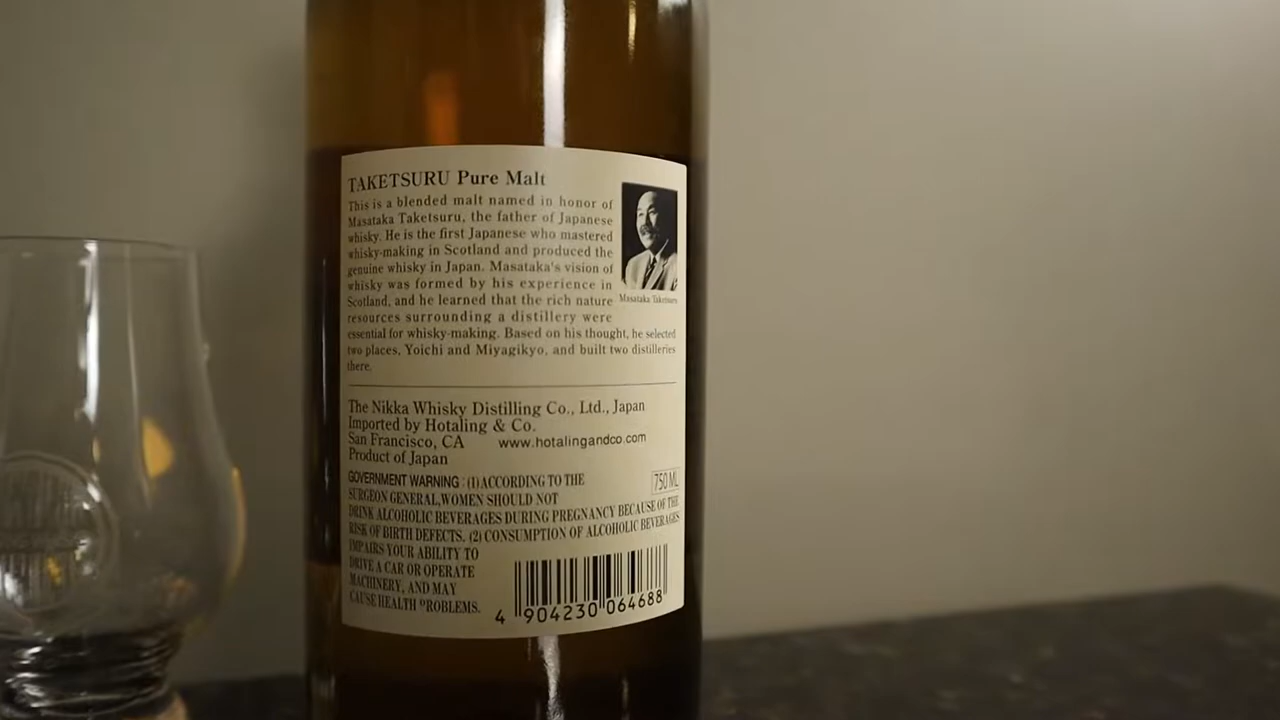 TAKETSURU Pure Malt
This is a blended malt named in honor of
Masataka Taketsuru, the father of Japanese
whisky. He is the first Japanese who mastered
whisky-making in Scotland and produced the
genuine whisky in Japan. Masataka's vision of
whisky was formed by his experience in
Scotland, and he learned that the rich nature
resources surrounding a distillery were
essential for whisky-making. Based on his thought, he selected
two places, Yoichi and Miyagikyo, and built two distilleries
there.
Masataka Taketsuru
The Nikka Whisky Distilling Co., Ltd., Japan
Imported by Hotaling & Co.
San Francisco, CA www.hotalingandco.com
Product of Japan
750 ML
GOVERNMENT WARNING : (1) ACCORDING TO THE
SURGEON GENERAL, WOMEN SHOULD NOT
DRINK ALCOHOLIC BEVERAGES DURING PREGNANCY BECAUSE OF THE
RISK OF BIRTH DEFECTS. (2) CONSUMPTION OF ALCOHOLIC BEVERAGES
IMPAIRS YOUR ABILITY TO
DRIVE A CAR OR OPERATE
MACHINERY, AND MAY
CAUSE HEALTH PROBLEMS.
4 904230 064688